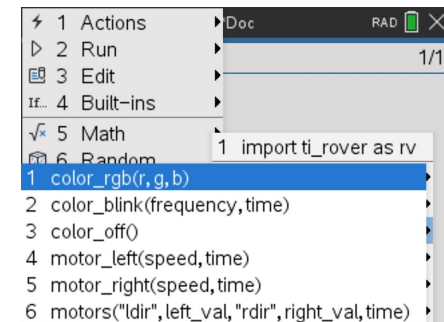 1 Actions
*Doc RAD
2 Run
1/1
3 Edit
If... 4 Built-ins
√x 5 Math
1 import ti_rover as rv
6 Random
1 color_rgb(r,g,b)
2 color_blink(frequency,time)
3 color_off()
4 motor_left(speed,time)
5 motor_right(speed,time)
6 motors("ldir",left_val,"rdir",right_val,time)